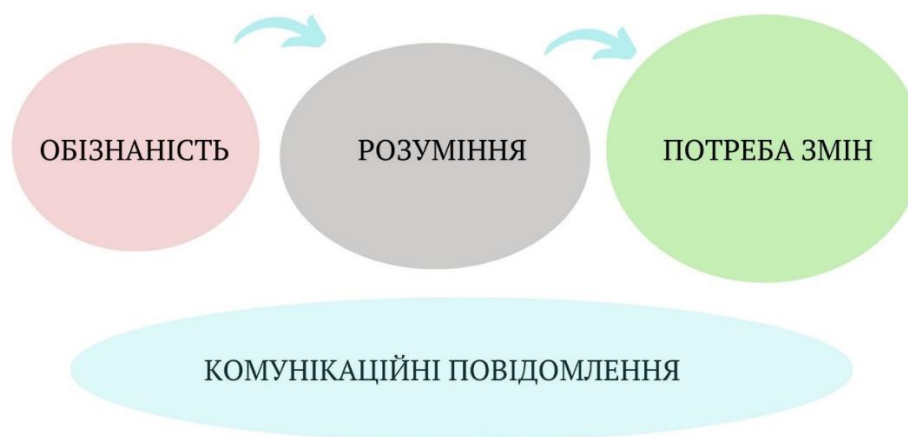 ОБІЗНАНІСТЬ
РОЗУМІННЯ
ПОТРЕБА ЗМІН
КОМУНІКАЦІЙНІ ПОВІДОМЛЕННЯ